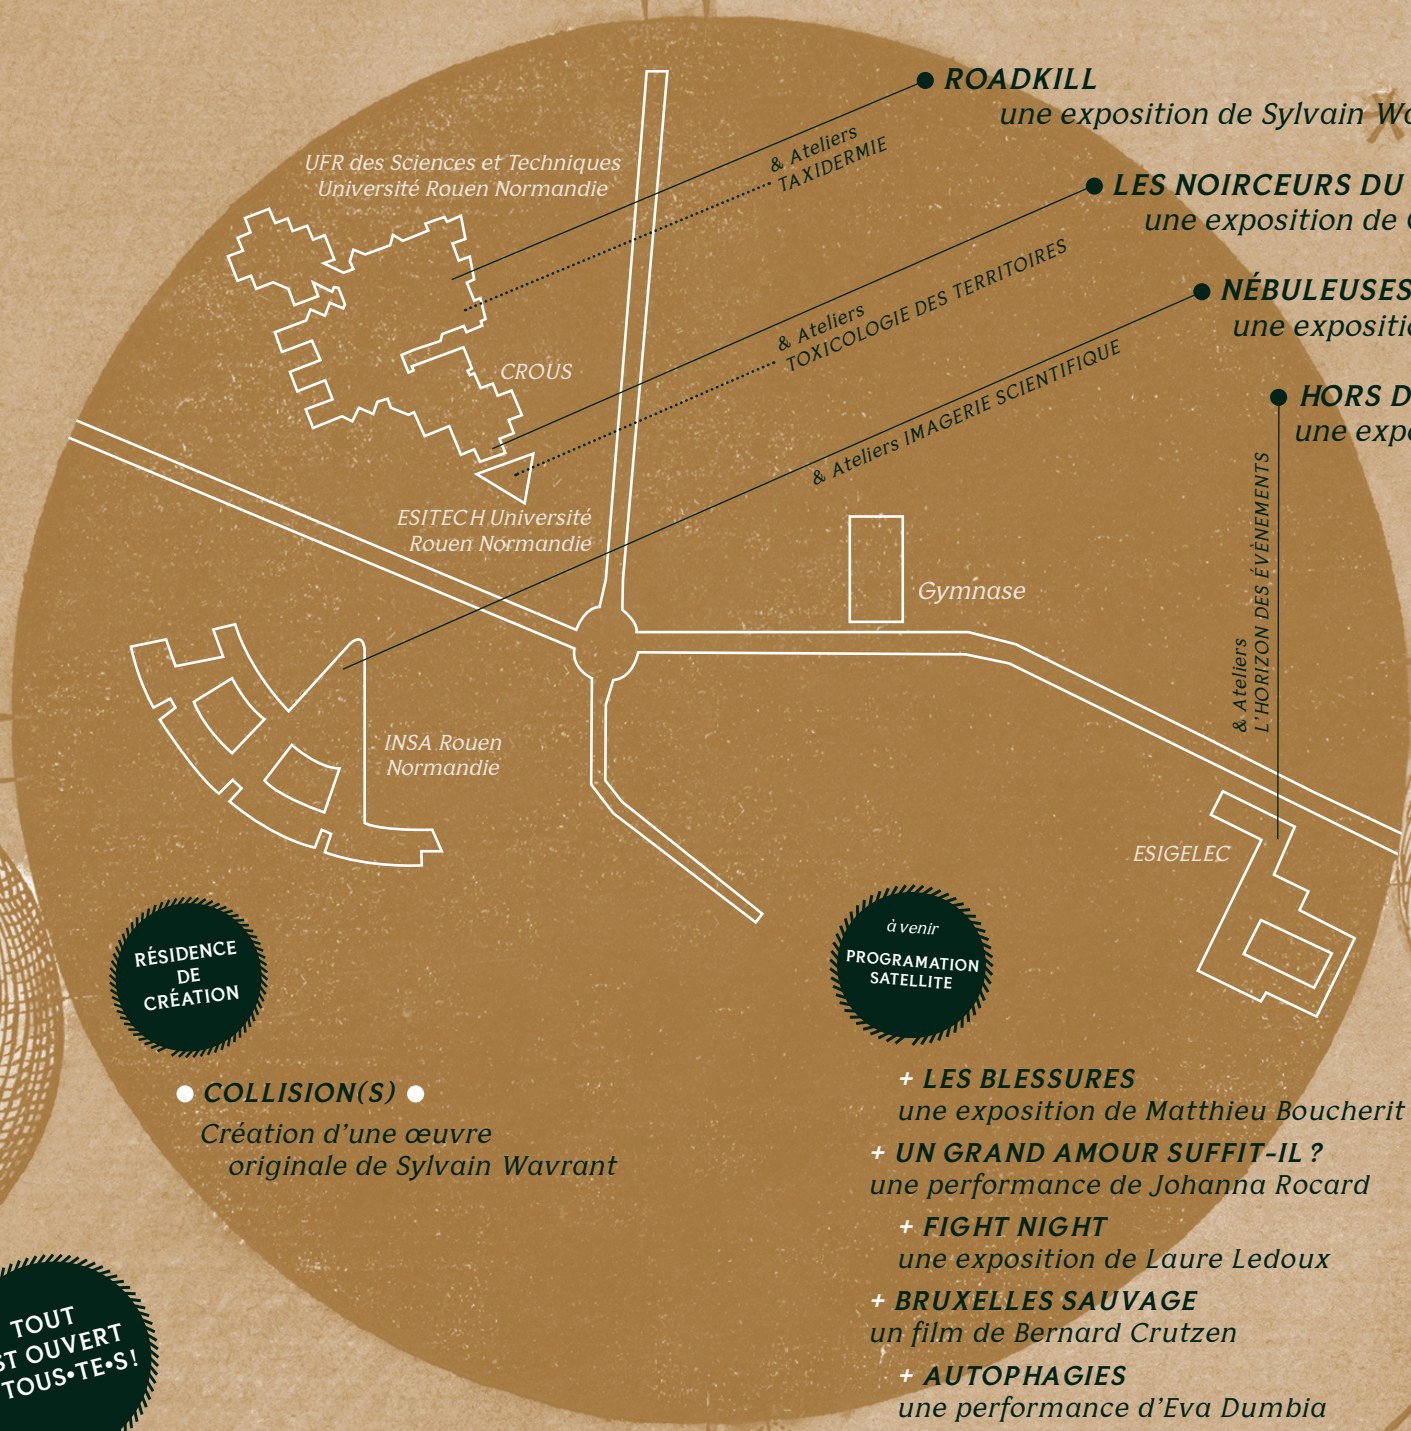 ROADKILL
une exposition de Sylvain
& Ateliers
TAXIDERMIE
UFR des Sciences et Techniques
Université Rouen Normandie
LES NOIRCEURS DU
une exposition de
& Ateliers
TOXICOLOGIE DES TERRITOIRES
NÉBULEUSES
une
& Ateliers IMAGERIE SCIENTIFIQUE
CROUS
HORS
une
& Ateliers
L'HORIZON DES ÉVÈNEMENTS
ESITECH Université
Rouen Normandie
Gymnase
INSA Rouen
Normandie
ESIGELEC
RÉSIDENCE
DE
CRÉATION
COLLISION(S)
Création d'une œuvre
originale de Sylvain Wavrant
à venir
PROGRAMATION
SATELLITE
+ LES BLESSURES
une exposition de Matthieu Boucherit
+ UN GRAND AMOUR SUFFIT-IL ?
une performance de Johanna Rocard
+ FIGHT NIGHT
une exposition de Laure Ledoux
+ BRUXELLES SAUVAGE
un film de Bernard Crutzen
+ AUTOPHAGIES
une performance d'Eva Dumbia
TOUT
OUVERT
TOUS•TE•S!